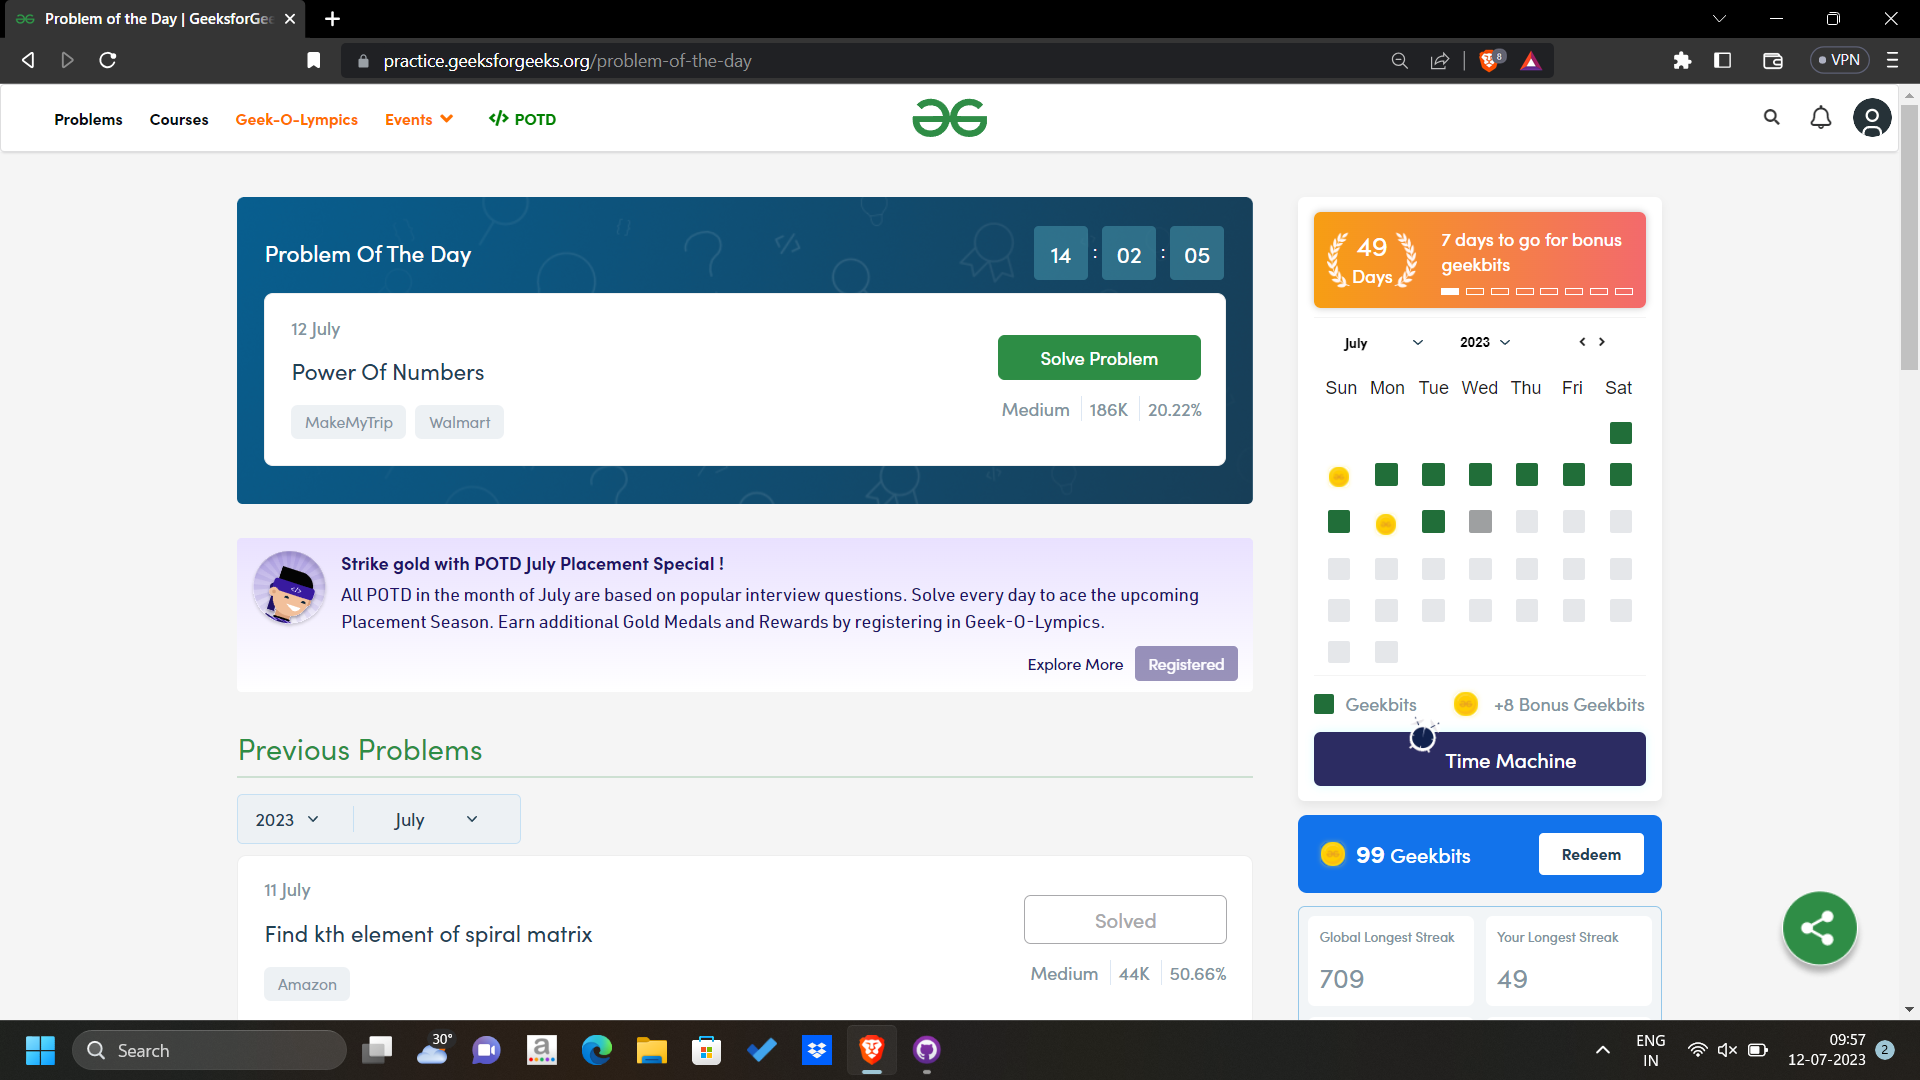 Problem of the Day | GeeksforGee
practice.geeksforgeeks.org/problem-of-the-day
8
VPN
Problems
Courses
Geek-O-Lympics
Events
</> POTD
Problem Of The Day
14 : 02 : 05
12 July
Power Of Numbers
MakeMyTrip
Walmart
Solve Problem
Medium
186K
20.22%
Strike gold with POTD July Placement Special !
All POTD in the month of July are based on popular interview questions. Solve every day to ace the upcoming
Placement Season. Earn additional Gold Medals and Rewards by registering in Geek-O-Lympics.
Explore More
Registered
Previous Problems
2023
July
11 July
Find kth element of spiral matrix
Amazon
Solved
Medium
44K
50.66%
49
Days
7 days to go for bonus
geekbits
July
2023
< >
Sun Mon Tue Wed Thu Fri Sat
Geekbits
+8 Bonus Geekbits
Time Machine
99 Geekbits
Redeem
Global Longest Streak
709
Your Longest Streak
49
Search
30°
a
ENG
IN
09:57
12-07-2023
2